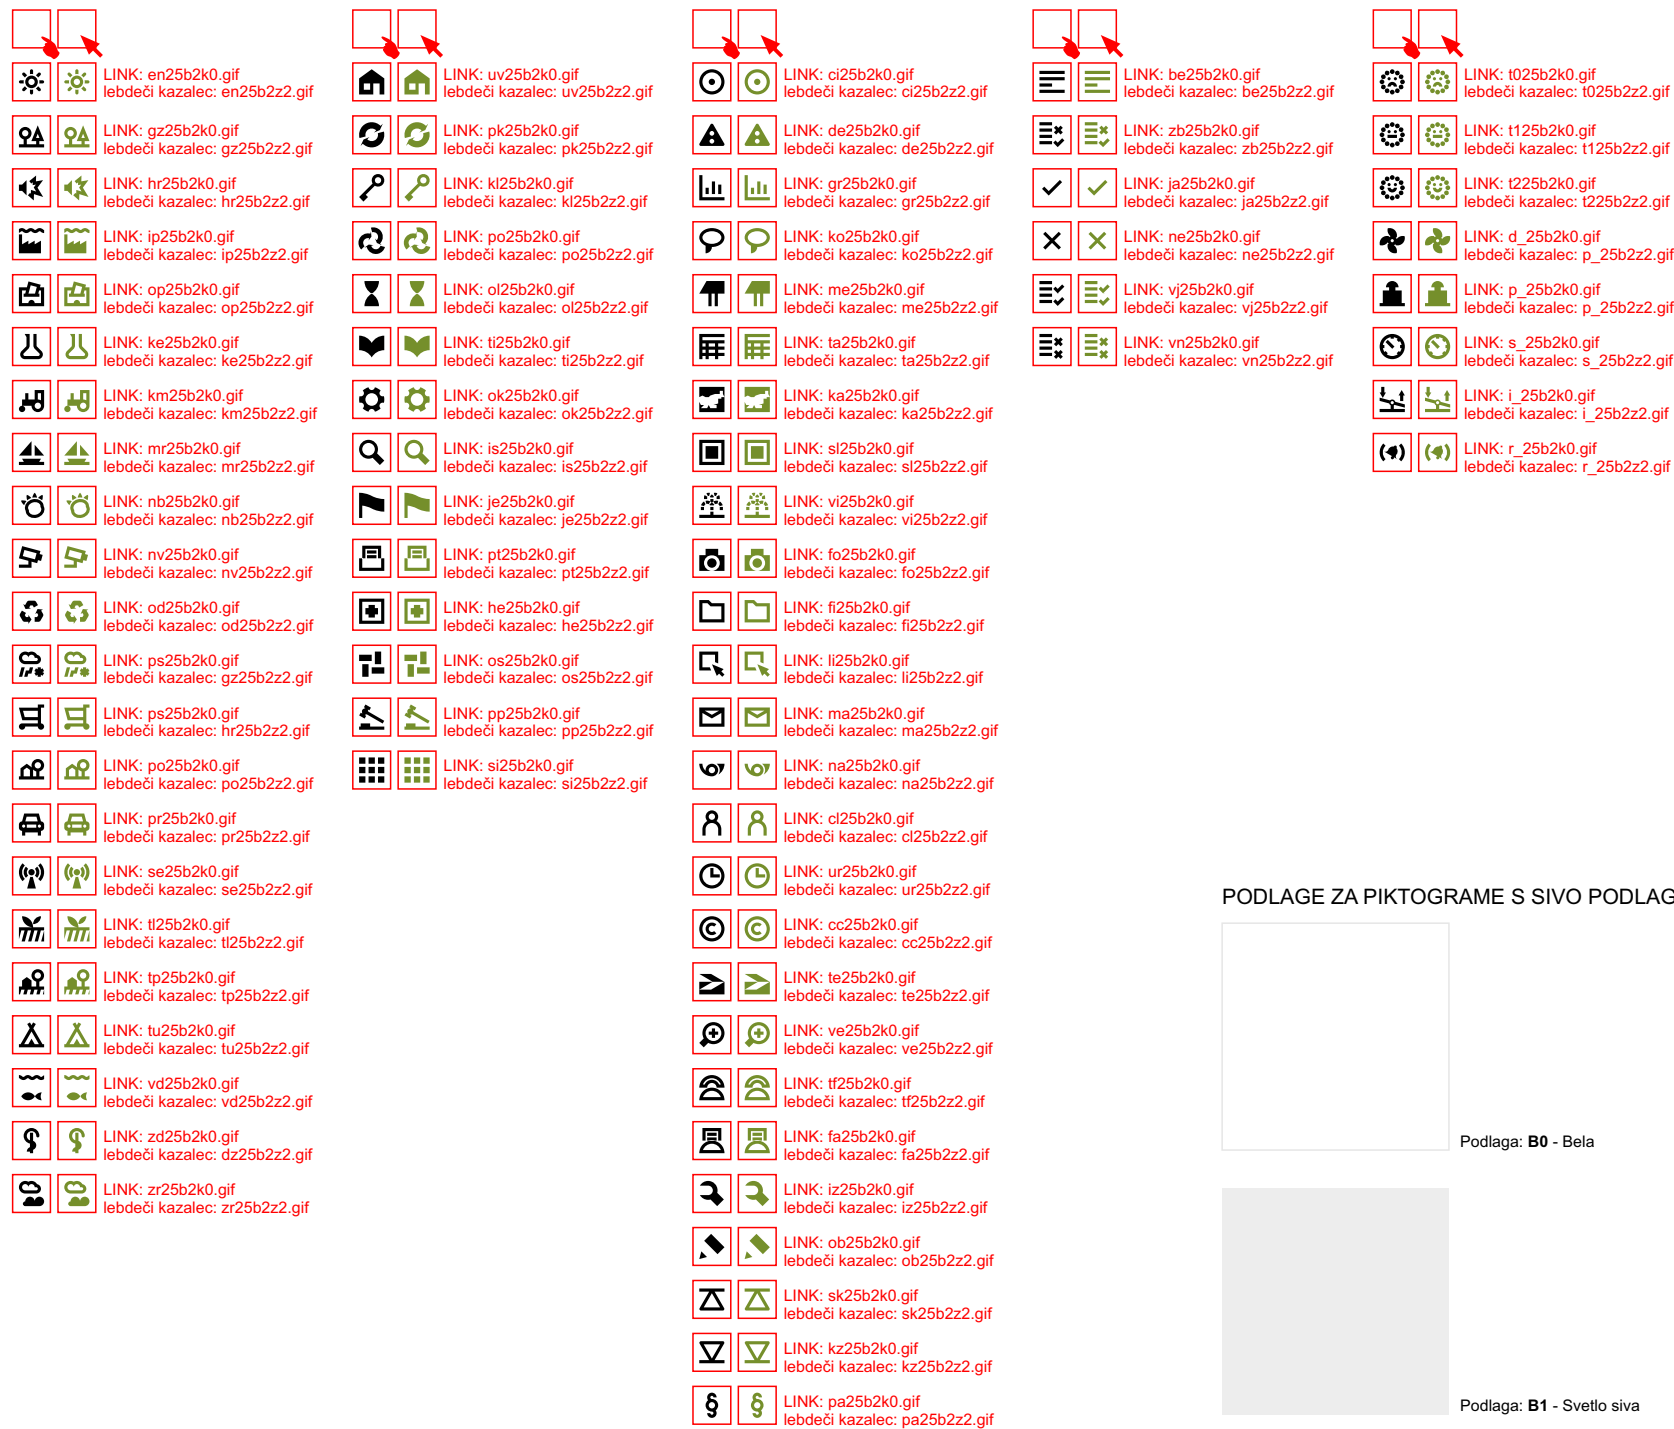 LINK: en25b2k0.gif
lebdeči kazalec: en25b2z2.gif
LINK: gz25b2k0.gif
lebdeči kazalec: gz25b2z2.gif
LINK: hr25b2k0.gif
lebdeči kazalec: hr25b2z2.gif
LINK: ip25b2k0.gif
lebdeči kazalec: ip25b2z2.gif
LINK: op25b2k0.gif
lebdeči kazalec: op25b2z2.gif
LINK: ke25b2k0.gif
lebdeči kazalec: ke25b2z2.gif
LINK: km25b2k0.gif
lebdeči kazalec: km25b2z2.gif
LINK: mr25b2k0.gif
lebdeči kazalec: mr25b2z2.gif
LINK: nb25b2k0.gif
lebdeči kazalec: nb25b2z2.gif
LINK: nv25b2k0.gif
lebdeči kazalec: nv25b2z2.gif
LINK: od25b2k0.gif
lebdeči kazalec: od25b2z2.gif
LINK: ps25b2k0.gif
lebdeči kazalec: gz25b2z2.gif
LINK: ps25b2k0.gif
lebdeči kazalec: hr25b2z2.gif
LINK: po25b2k0.gif
lebdeči kazalec: po25b2z2.gif
LINK: pr25b2k0.gif
lebdeči kazalec: pr25b2z2.gif
LINK: se25b2k0.gif
lebdeči kazalec: se25b2z2.gif
LINK: tl25b2k0.gif
lebdeči kazalec: tl25b2z2.gif
LINK: tp25b2k0.gif
lebdeči kazalec: tp25b2z2.gif
LINK: tu25b2k0.gif
lebdeči kazalec: tu25b2z2.gif
LINK: vd25b2k0.gif
lebdeči kazalec: vd25b2z2.gif
LINK: zd25b2k0.gif
lebdeči kazalec: dz25b2z2.gif
LINK: zr25b2k0.gif
lebdeči kazalec: zr25b2z2.gif
LINK: uv25b2k0.gif
lebdeči kazalec: uv25b2z2.gif
LINK: pk25b2k0.gif
lebdeči kazalec: pk25b2z2.gif
LINK: kl25b2k0.gif
lebdeči kazalec: kl25b2z2.gif
LINK: po25b2k0.gif
lebdeči kazalec: po25b2z2.gif
LINK: ol25b2k0.gif
lebdeči kazalec: ol25b2z2.gif
LINK: ti25b2k0.gif
lebdeči kazalec: ti25b2z2.gif
LINK: ok25b2k0.gif
lebdeči kazalec: ok25b2z2.gif
LINK: is25b2k0.gif
lebdeči kazalec: is25b2z2.gif
LINK: je25b2k0.gif
lebdeči kazalec: je25b2z2.gif
LINK: pt25b2k0.gif
lebdeči kazalec: pt25b2z2.gif
LINK: he25b2k0.gif
lebdeči kazalec: he25b2z2.gif
LINK: os25b2k0.gif
lebdeči kazalec: os25b2z2.gif
LINK: pp25b2k0.gif
lebdeči kazalec: pp25b2z2.gif
LINK: si25b2k0.gif
lebdeči kazalec: si25b2z2.gif
LINK: ci25b2k0.gif
lebdeči kazalec: ci25b2z2.gif
LINK: de25b2k0.gif
lebdeči kazalec: de25b2z2.gif
LINK: gr25b2k0.gif
lebdeči kazalec: gr25b2z2.gif
LINK: ko25b2k0.gif
lebdeči kazalec: ko25b2z2.gif
LINK: me25b2k0.gif
lebdeči kazalec: me25b2z2.gif
LINK: ta25b2k0.gif
lebdeči kazalec: ta25b2z2.gif
LINK: ka25b2k0.gif
lebdeči kazalec: ka25b2z2.gif
LINK: sl25b2k0.gif
lebdeči kazalec: sl25b2z2.gif
LINK: vi25b2k0.gif
lebdeči kazalec: vi25b2z2.gif
LINK: fo25b2k0.gif
lebdeči kazalec: fo25b2z2.gif
LINK: fi25b2k0.gif
lebdeči kazalec: fi25b2z2.gif
LINK: li25b2k0.gif
lebdeči kazalec: li25b2z2.gif
LINK: ma25b2k0.gif
lebdeči kazalec: ma25b2z2.gif
LINK: na25b2k0.gif
lebdeči kazalec: na25b2z2.gif
LINK: cl25b2k0.gif
lebdeči kazalec: cl25b2z2.gif
LINK: ur25b2k0.gif
lebdeči kazalec: ur25b2z2.gif
LINK: cc25b2k0.gif
lebdeči kazalec: cc25b2z2.gif
LINK: te25b2k0.gif
lebdeči kazalec: te25b2z2.gif
LINK: ve25b2k0.gif
lebdeči kazalec: ve25b2z2.gif
LINK: tf25b2k0.gif
lebdeči kazalec: tf25b2z2.gif
LINK: fa25b2k0.gif
lebdeči kazalec: fa25b2z2.gif
LINK: iz25b2k0.gif
lebdeči kazalec: iz25b2z2.gif
LINK: ob25b2k0.gif
lebdeči kazalec: ob25b2z2.gif
LINK: sk25b2k0.gif
lebdeči kazalec: sk25b2z2.gif
LINK: kz25b2k0.gif
lebdeči kazalec: kz25b2z2.gif
LINK: pa25b2k0.gif
lebdeči kazalec: pa25b2z2.gif
LINK: be25b2k0.gif
lebdeči kazalec: be25b2z2.gif
LINK: zb25b2k0.gif
lebdeči kazalec: zb25b2z2.gif
LINK: ja25b2k0.gif
lebdeči kazalec: ja25b2z2.gif
LINK: ne25b2k0.gif
lebdeči kazalec: ne25b2z2.gif
LINK: vj25b2k0.gif
lebdeči kazalec: vj25b2z2.gif
LINK: vn25b2k0.gif
lebdeči kazalec: vn25b2z2.gif
LINK: t025b2k0.gif
lebdeči kazalec: t025b2z2.gif
LINK: t125b2k0.gif
lebdeči kazalec: t125b2z2.gif
LINK: t225b2k0.gif
lebdeči kazalec: t225b2z2.gif
LINK: d_25b2k0.gif
lebdeči kazalec: p_25b2z2.gif
LINK: p_25b2k0.gif
lebdeči kazalec: p_25b2z2.gif
LINK: s_25b2k0.gif
lebdeči kazalec: s_25b2z2.gif
LINK: i_25b2k0.gif
lebdeči kazalec: i_25b2z2.gif
LINK: r_25b2k0.gif
lebdeči kazalec: r_25b2z2.gif
PODLAGE ZA PIKTOGRAME S SIVO PODLAG
Podlaga: B0 - Bela
Podlaga: B1 - Svetlo siva